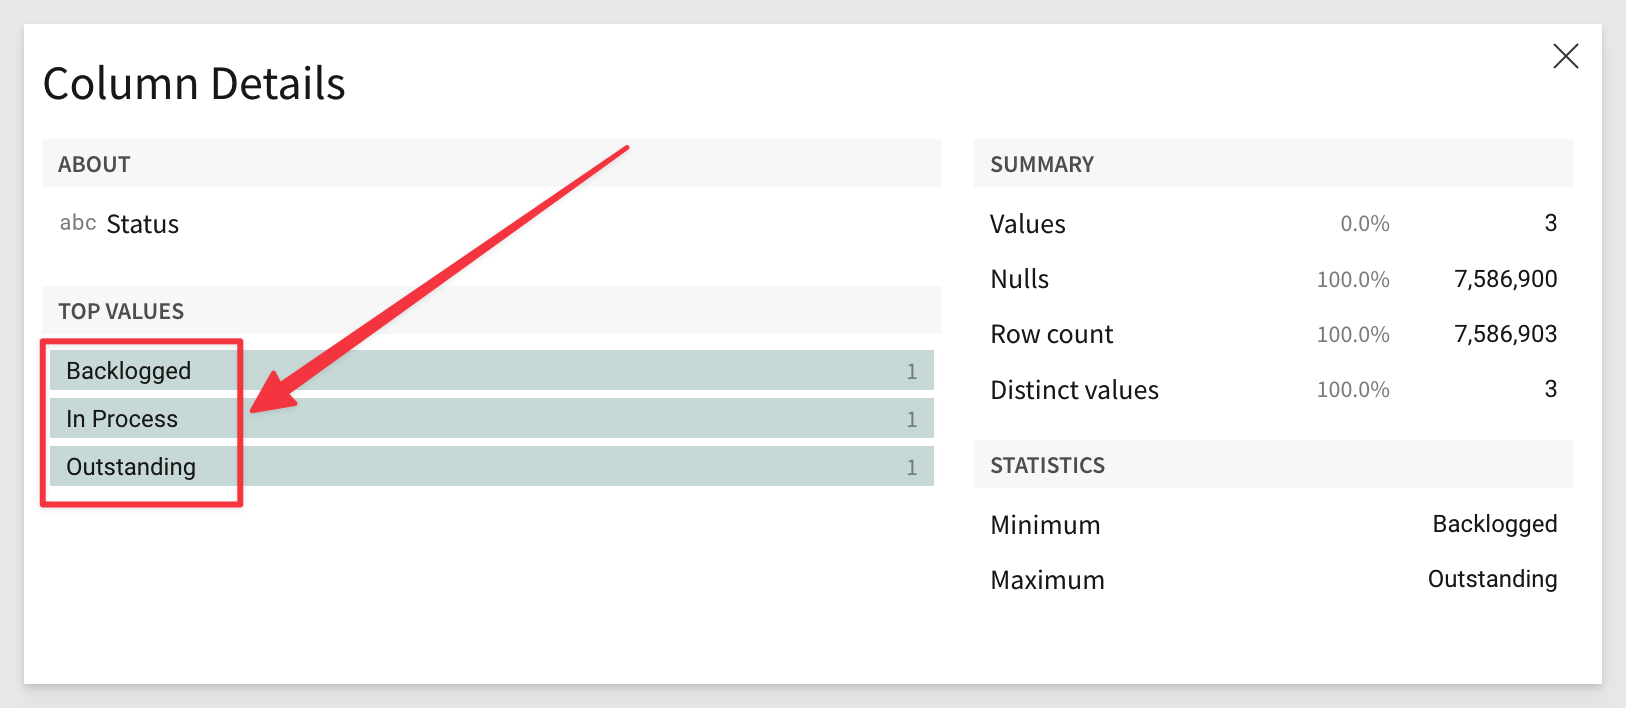 Column Details
ABOUT
abc Status
TOP VALUES
Backlogged 1
In Process 1
Outstanding 1
SUMMARY
Values 0.0% 3
Nulls 100.0% 7,586,900
Row count 100.0% 7,586,903
Distinct values 100.0% 3
STATISTICS
Minimum Backlogged
Maximum Outstanding